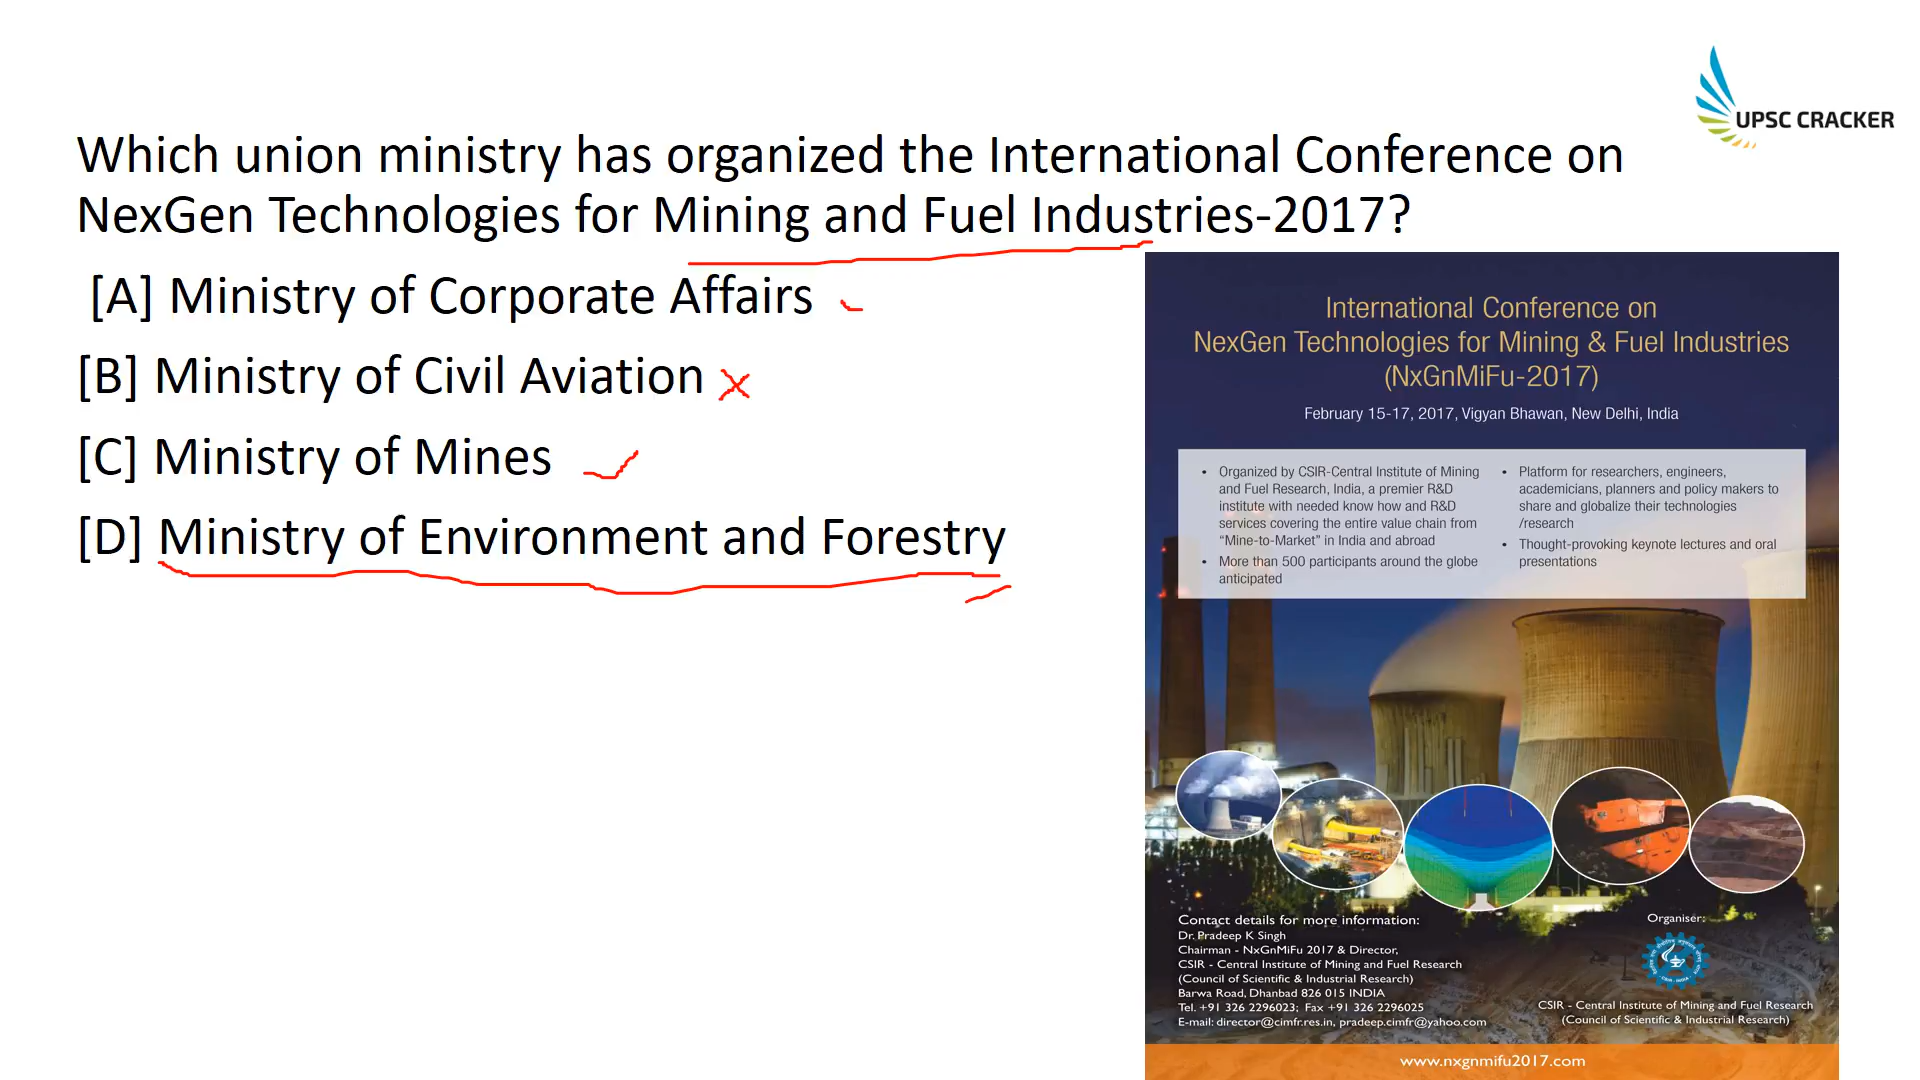 UPSC CRACKER
Which union ministry has organized the International Conference on
NexGen Technologies for Mining and Fuel Industries-2017?
[A] Ministry of Corporate Affairs
[B] Ministry of Civil Aviation
[C] Ministry of Mines
[D] Ministry of Environment and Forestry
International Conference on
NexGen Technologies for Mining & Fuel Industries
(NxGnMiFu-2017)
February 15-17, 2017, Vigyan Bhawan, New Delhi, India
• Organized by CSIR-Central Institute of Mining
and Fuel Research, India, a premier R&D
institute with needed know how and R&D
services covering the entire value chain from
“Mine-to-Market” in India and abroad
• More than 500 participants around the globe
anticipated
• Platform for researchers, engineers,
academicians, planners and policy makers to
share and globalize their technologies
/research
• Thought-provoking keynote lectures and oral
presentations
Contact details for more information:
Dr. Pradeep K Singh
Chairman - NxGnMiFu 2017 & Director,
CSIR - Central Institute of Mining and Fuel Research
(Council of Scientific & Industrial Research)
Barwa Road, Dhanbad 826 015 INDIA
Tel. +91 326 2296023; Fax +91 326 2296025
E-mail: director@cimfr.res.in, pradeep.cimfr@yahoo.com
Organiser:
CSIR - Central Institute of Mining and Fuel Research
(Council of Scientific & Industrial Research)
www.nxgnmifu2017.com